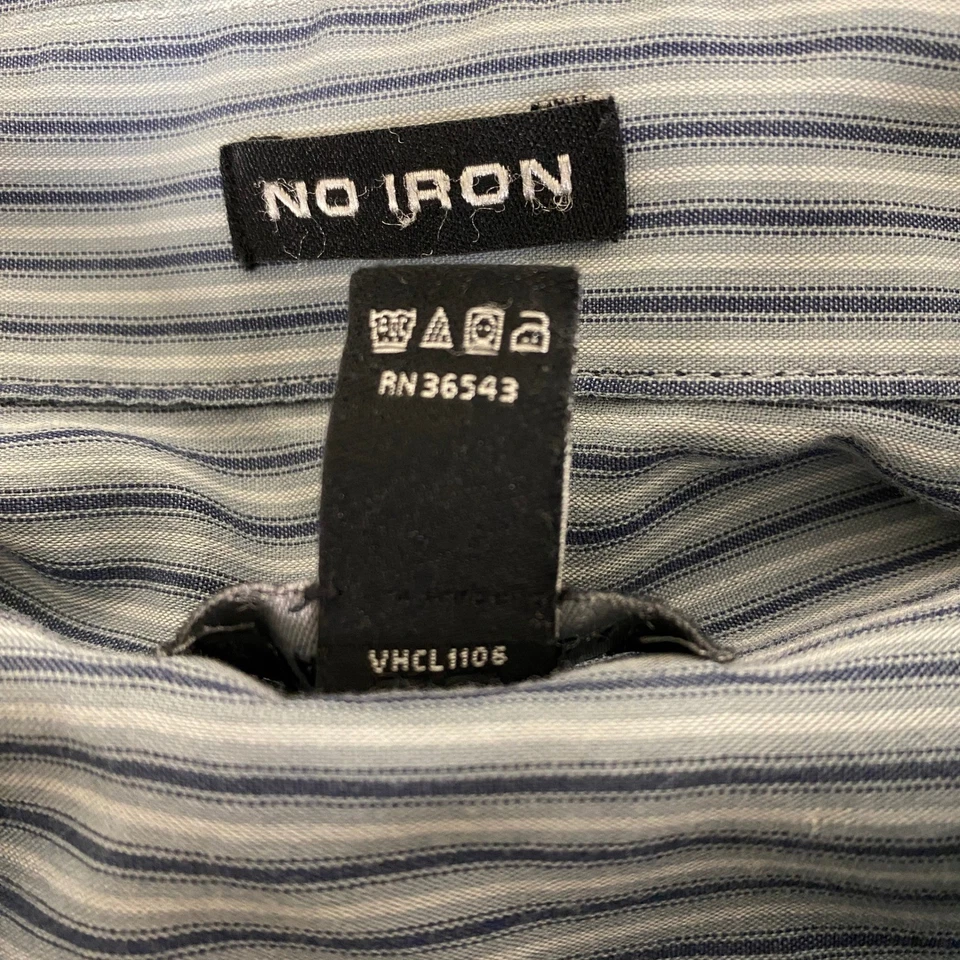 NO IRON
RN36543
VHCL1106